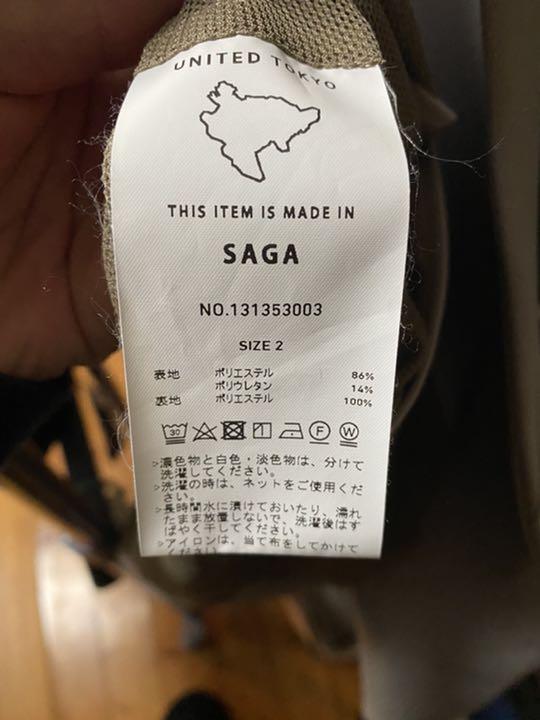 UNITED TOKYO
THIS ITEM IS MADE IN
SAGA
NO.131353003
SIZE 2
表地 ポリエステル 86%
ポリウレタン 14%
裏地 ポリエステル 100%
30 F W
>濃色物と白色・淡色物は、分けて
洗濯してください。
>洗濯の時は、ネットをご使用くだ
さい。
>長時間水に漬けておいたり、濡れ
たまま放置しないで、洗濯後はす
ばやく干してください。
>アイロンは、当て布をしてかけて
ください。